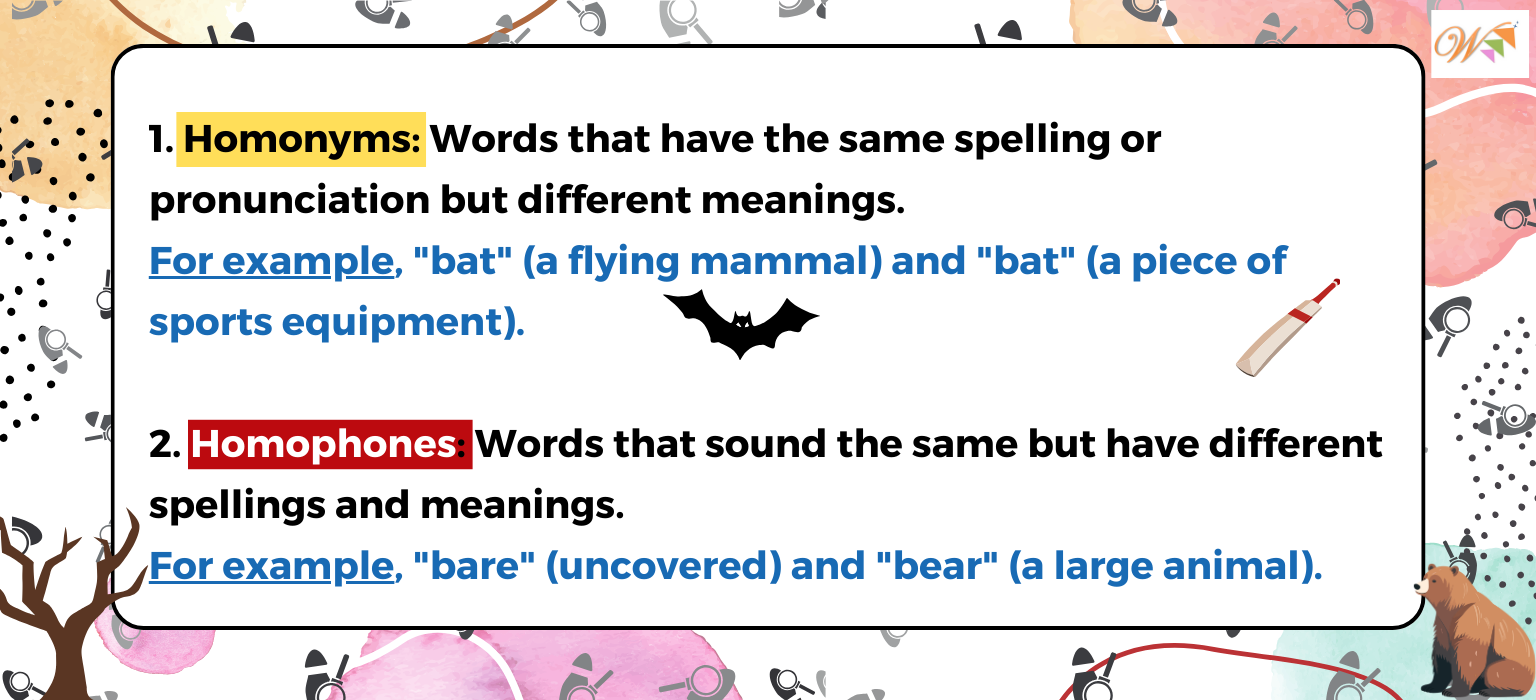 1. Homonyms: Words that have the same spelling or
pronunciation but different meanings.
For example, "bat" (a flying mammal) and "bat" (a piece of
sports equipment).
2. Homophones: Words that sound the same but have different
spellings and meanings.
For example, "bare" (uncovered) and "bear" (a large animal).
W